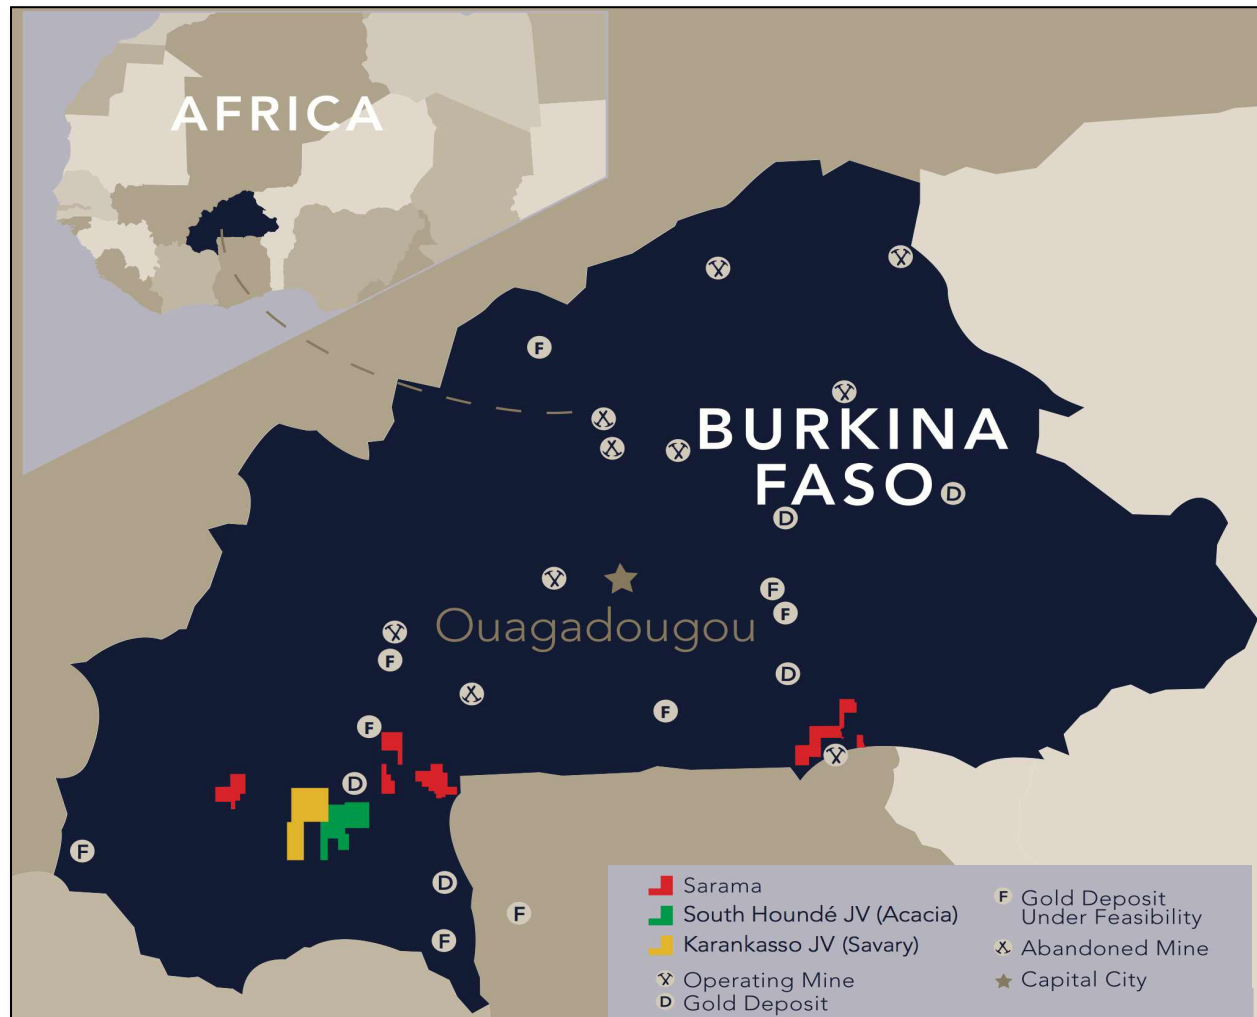 AFRICA
F
BURKINA
FASO
D
D
F
F
Ouagadougou
F
D
F
F
D
F
D
F
F
Sarama
South Houndé JV (Acacia)
Karankasso JV (Savary)
Operating Mine
D Gold Deposit
F Gold Deposit
Under Feasibility
Abandoned Mine
Capital City